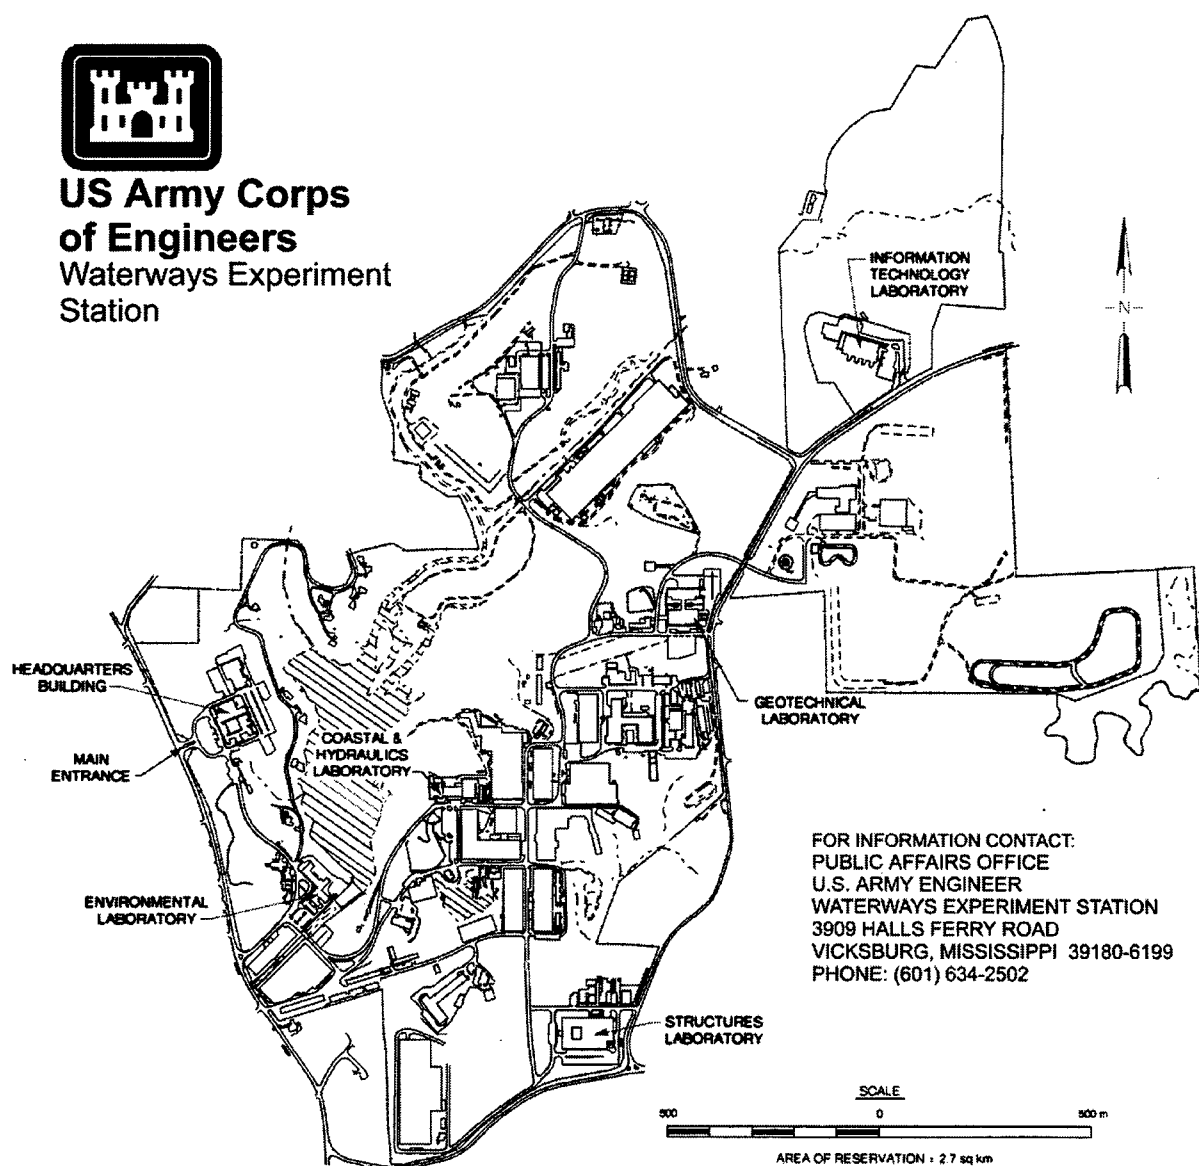 US Army Corps
of Engineers
Waterways Experiment
Station
INFORMATION
TECHNOLOGY
LABORATORY
N
HEADQUARTERS
BUILDING
MAIN
ENTRANCE
COASTAL &
HYDRAULICS
LABORATORY
GEOTECHNICAL
LABORATORY
ENVIRONMENTAL
LABORATORY
FOR INFORMATION CONTACT:
PUBLIC AFFAIRS OFFICE
U.S. ARMY ENGINEER
WATERWAYS EXPERIMENT STATION
3909 HALLS FERRY ROAD
VICKSBURG, MISSISSIPPI 39180-6199
PHONE: (601) 634-2502
STRUCTURES
LABORATORY
SCALE
500 0 500 m
AREA OF RESERVATION : 2.7 sq km